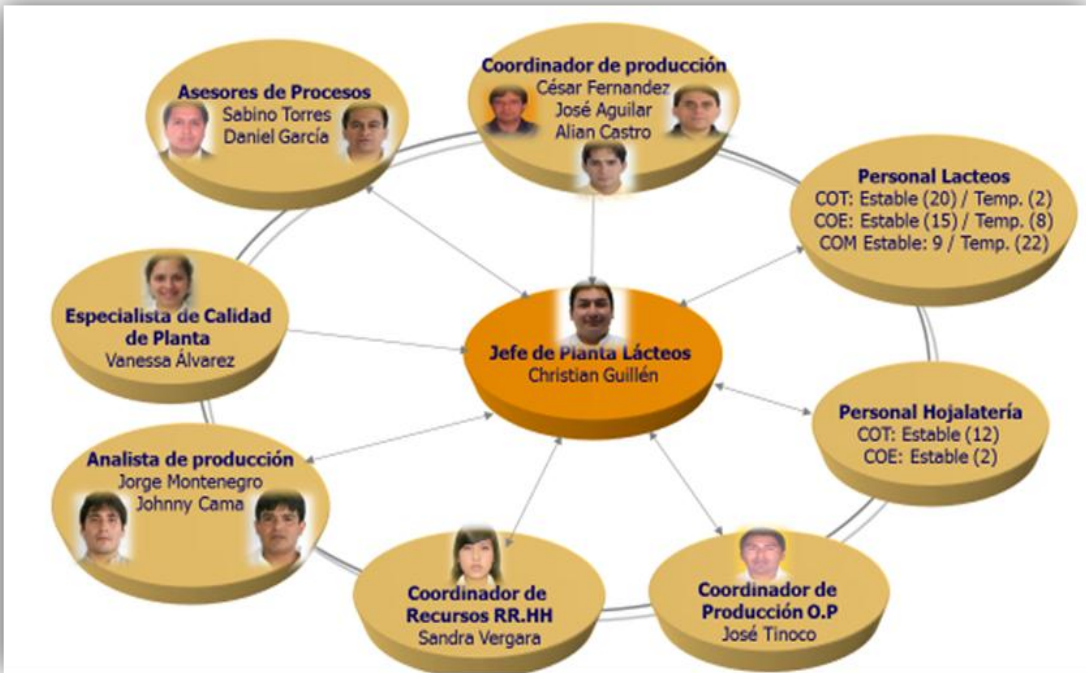 Asesores de Procesos
Sabino Torres
Daniel García
Coordinador de producción
César Fernandez
José Aguilar
Alian Castro
Personal Lacteos
COT: Estable (20) / Temp. (2)
COE: Estable (15) / Temp. (8)
COM Estable: 9 / Temp. (22)
Especialista de Calidad
de Planta
Vanessa Álvarez
Jefe de Planta Lácteos
Christian Guillén
Personal Hojalatería
COT: Estable (12)
COE: Estable (2)
Analista de producción
Jorge Montenegro
Johnny Cama
Coordinador de
Recursos RR.HH
Sandra Vergara
Coordinador de
Producción O.P
José Tinoco